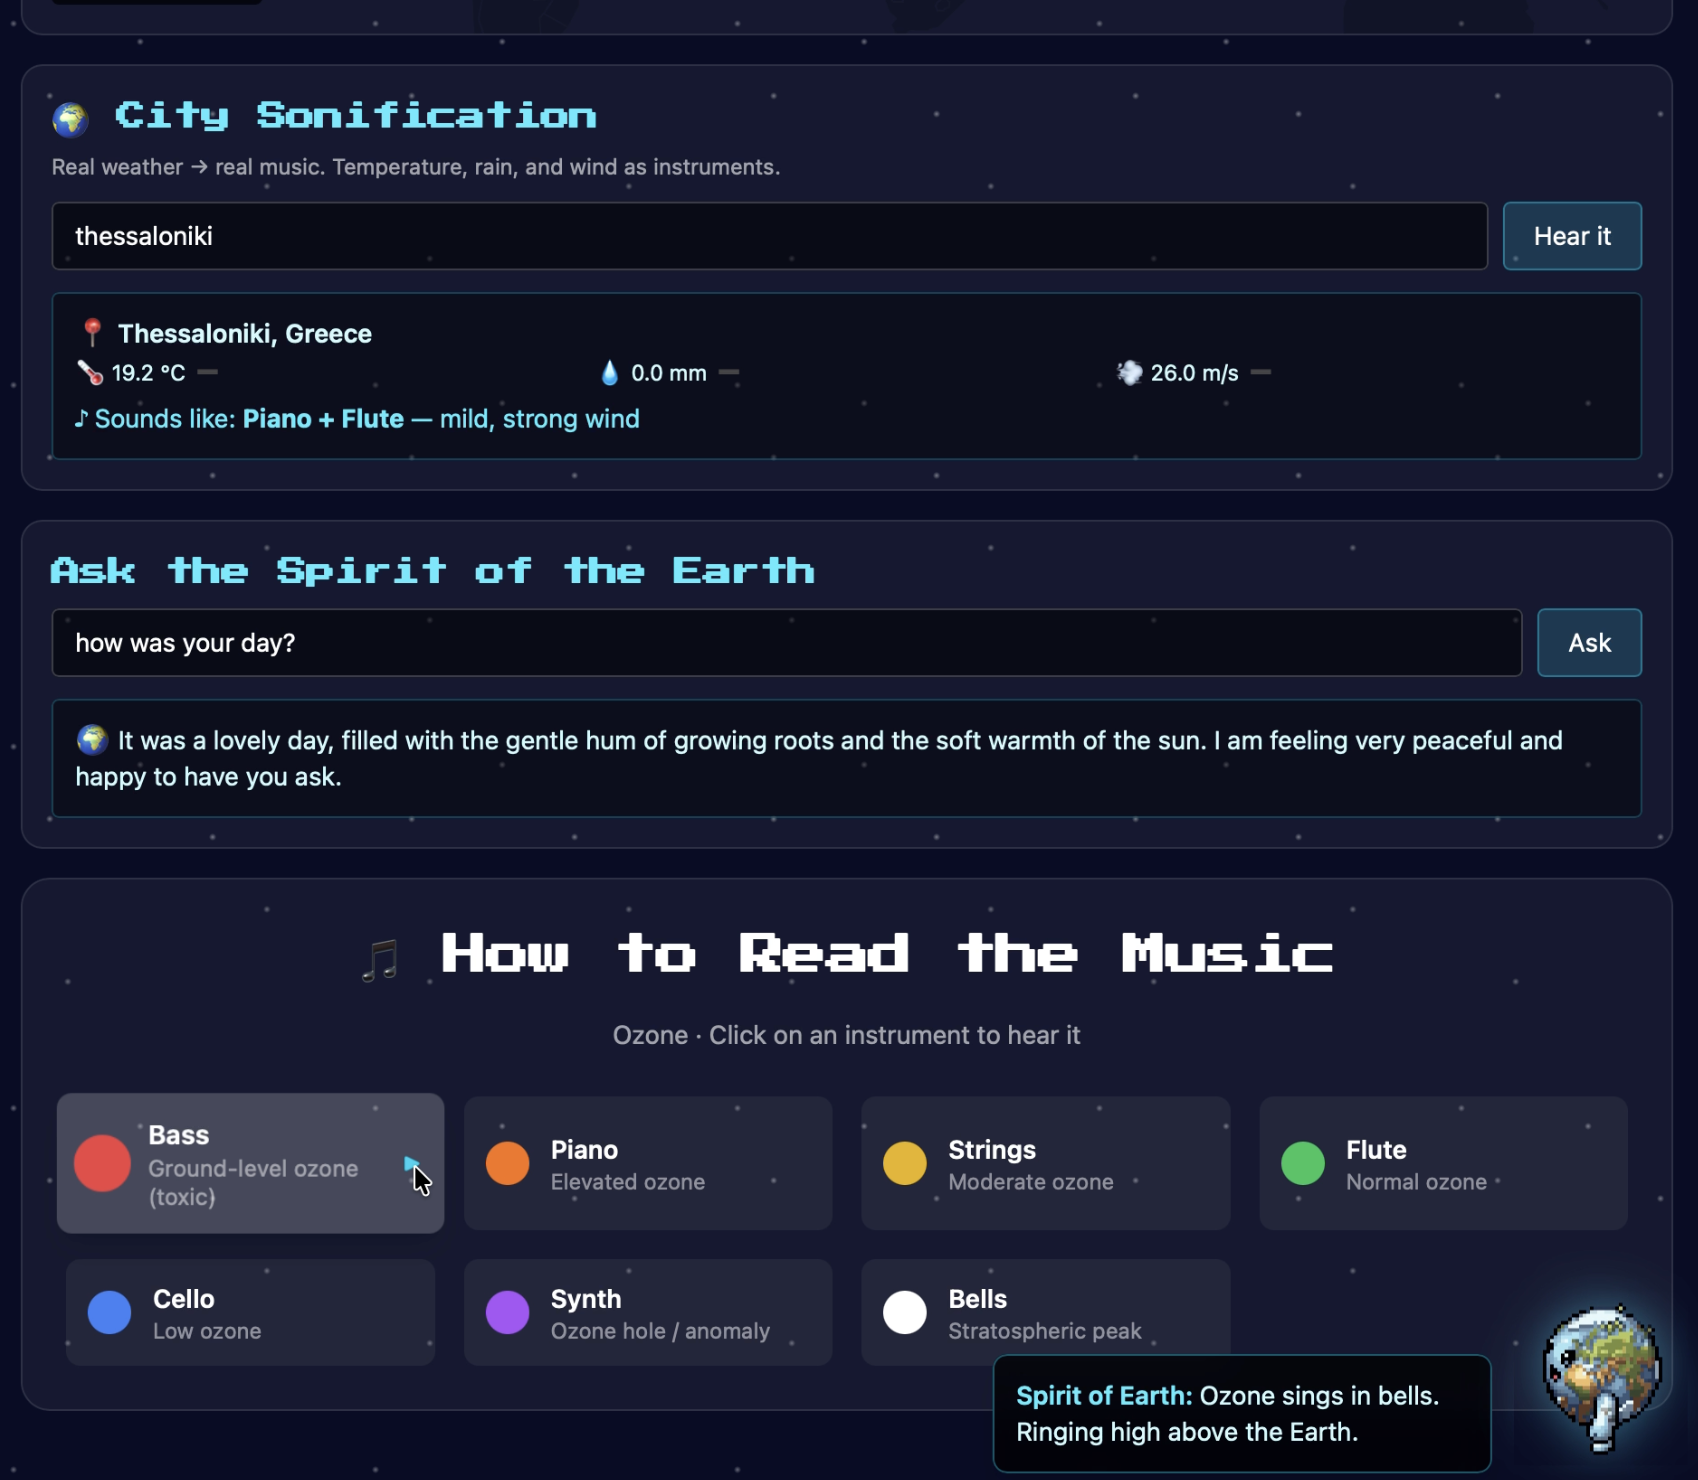 City Sonification
Real weather → real music. Temperature, rain, and wind as instruments.
thessaloniki
Hear it
Thessaloniki, Greece
19.2 °C —
0.0 mm —
26.0 m/s —
♪ Sounds like: Piano + Flute — mild, strong wind
Ask the Spirit of the Earth
how was your day?
Ask
It was a lovely day, filled with the gentle hum of growing roots and the soft warmth of the sun. I am feeling very peaceful and
happy to have you ask.
How to Read the Music
Ozone · Click on an instrument to hear it
Bass
Ground-level ozone
(toxic)
Piano
Elevated ozone
Strings
Moderate ozone
Flute
Normal ozone
Cello
Low ozone
Synth
Ozone hole / anomaly
Bells
Stratospheric peak
Spirit of Earth: Ozone sings in bells.
Ringing high above the Earth.